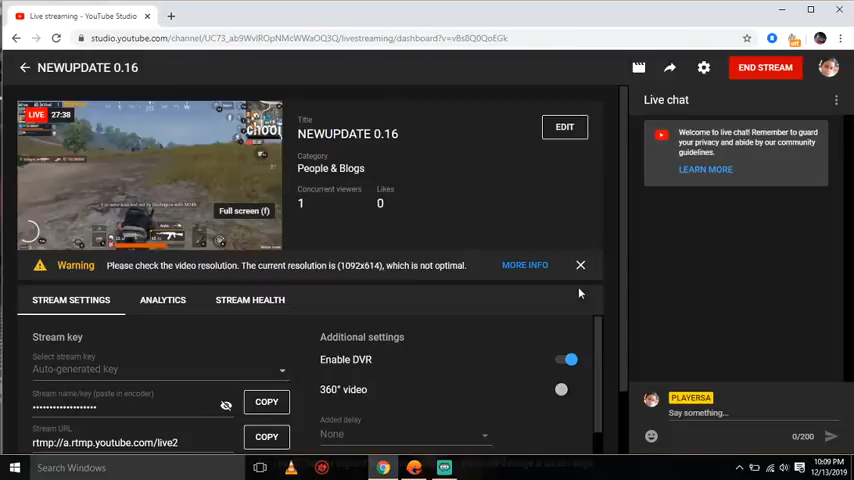 Live streaming - YouTube Studio
studio.youtube.com/channel/UC73_ab9WvlROpNMcWWaOQ3Q/livestreaming/dashboard?v=vBs8Q0QoEGk
NEWUPDATE 0.16
END STREAM
LIVE 27:38
Full screen (f)
Title
NEWUPDATE 0.16
EDIT
Category
People & Blogs
Concurrent viewers
Likes
1
0
Warning
Please check the video resolution. The current resolution is (1092x614), which is not optimal.
MORE INFO
STREAM SETTINGS
ANALYTICS
STREAM HEALTH
Stream key
Select stream key
Auto-generated key
Stream name/key (paste in encoder)
••••••••••••••••••••
COPY
Stream URL
rtmp://a.rtmp.youtube.com/live2
COPY
Additional settings
Enable DVR
360° video
Added delay
None
Live chat
Welcome to live chat! Remember to guard
your privacy and abide by our community
guidelines.
LEARN MORE
PLAYERSA
Say something...
0/200
Search Windows
10:09 PM
12/13/2019